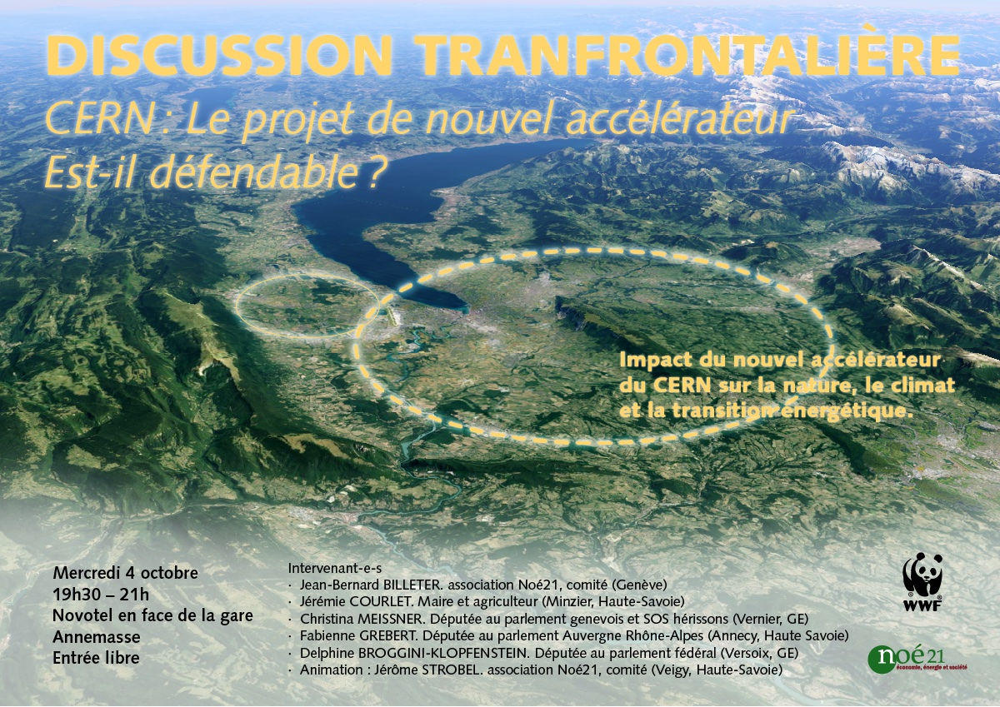 DISCUSSION TRANFRONTALIÈRE
CERN : Le projet de nouvel accélérateur
Est-il défendable ?
Impact du nouvel accélérateur
du CERN sur la nature, le climat
et la transition énergétique.
Mercredi 4 octobre
19h30 – 21h
Novotel en face de la gare
Annemasse
Entrée libre
Intervenant-e-s
· Jean-Bernard BILLETER. association Noé21, comité (Genève)
· Jérémie COURLET. Maire et agriculteur (Minzier, Haute-Savoie)
· Christina MEISSNER. Députée au parlement genevois et SOS hérissons (Vernier, GE)
· Fabienne GREBERT. Députée au parlement Auvergne Rhône-Alpes (Annecy, Haute Savoie)
· Delphine BROGGINI-KLOPFENSTEIN. Députée au parlement fédéral (Versoix, GE)
· Animation : Jérôme STROBEL. association Noé21, comité (Veigy, Haute-Savoie)
® WWF ®
noé21
économie, énergie et société